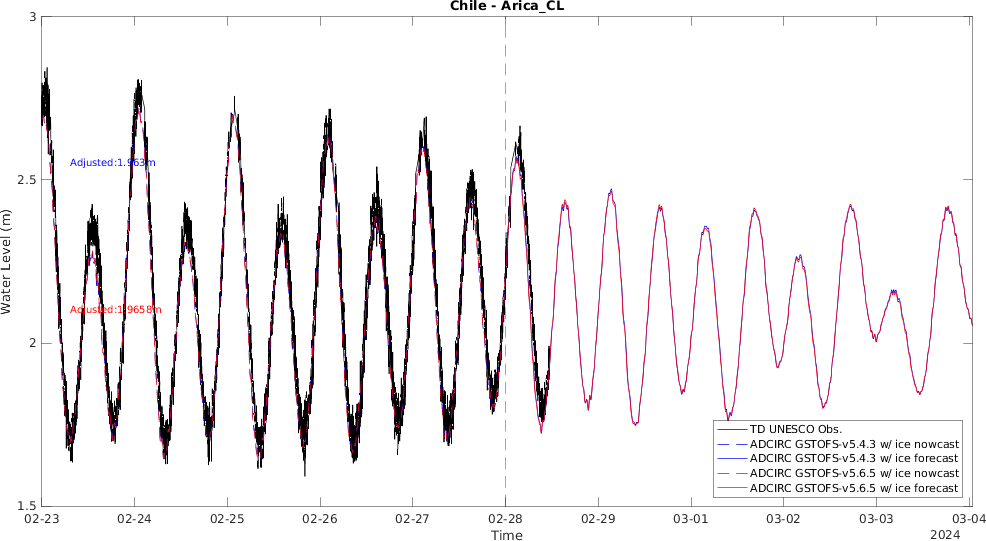 Chile - Arica_CL
3
2.5
2
1.5
Water Level (m)
Adjusted:1.963m
Adjusted:1.9658m
TD UNESCO Obs.
ADCIRC GSTOFS-v5.4.3 w/ ice nowcast
ADCIRC GSTOFS-v5.4.3 w/ ice forecast
ADCIRC GSTOFS-v5.6.5 w/ ice nowcast
ADCIRC GSTOFS-v5.6.5 w/ ice forecast
02-23 02-24 02-25 02-26 02-27 02-28 02-29 03-01 03-02 03-03 03-04
Time
2024